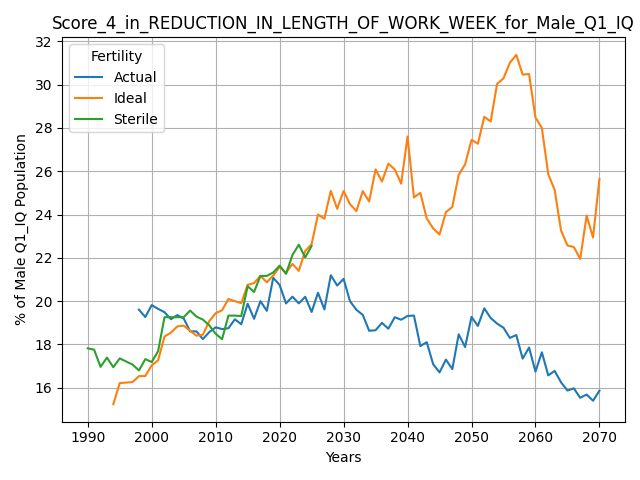 Score_4_in_REDUCTION_IN_LENGTH_OF_WORK_WEEK_for_Male_Q1_IQ
% of Male Q1_IQ Population
32
30
28
26
24
22
20
18
16
Fertility
Actual
Ideal
Sterile
1990 2000 2010 2020 2030 2040 2050 2060 2070
Years